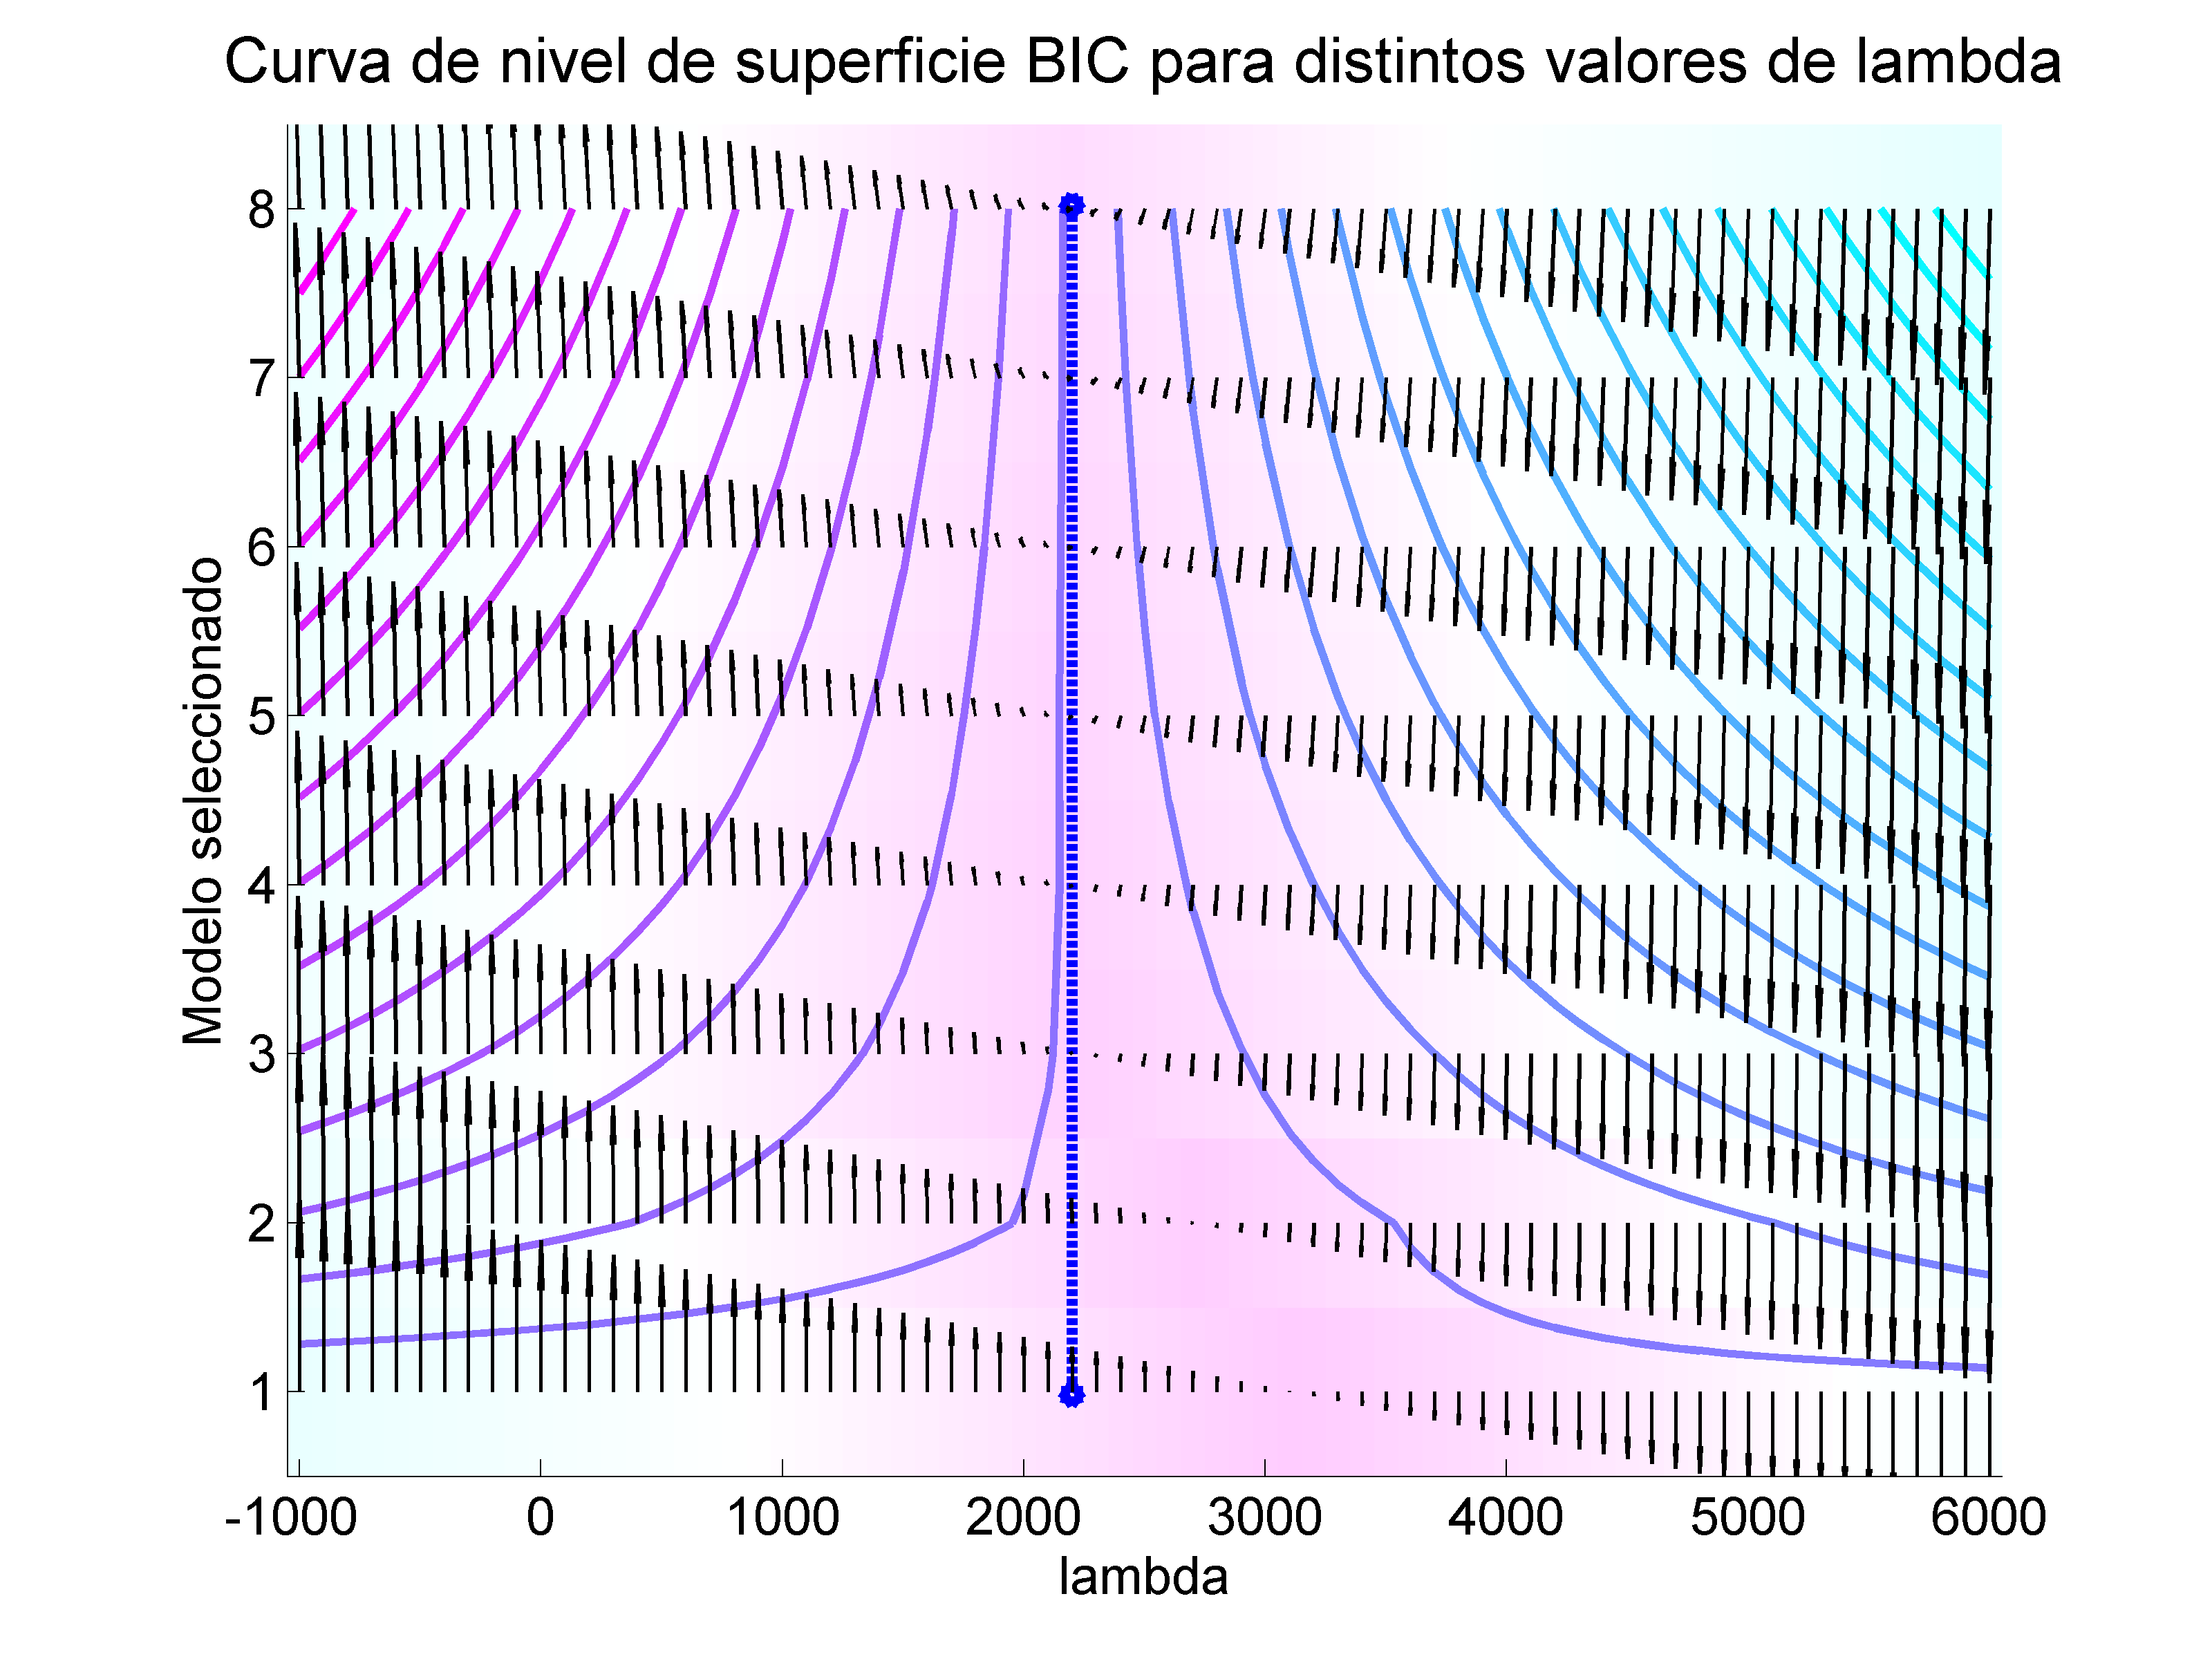 Curva de nivel de superficie BIC para distintos valores de lambda
Modelo seleccionado
8
7
6
5
4
3
2
1
-1000 0 1000 2000 3000 4000 5000 6000
lambda